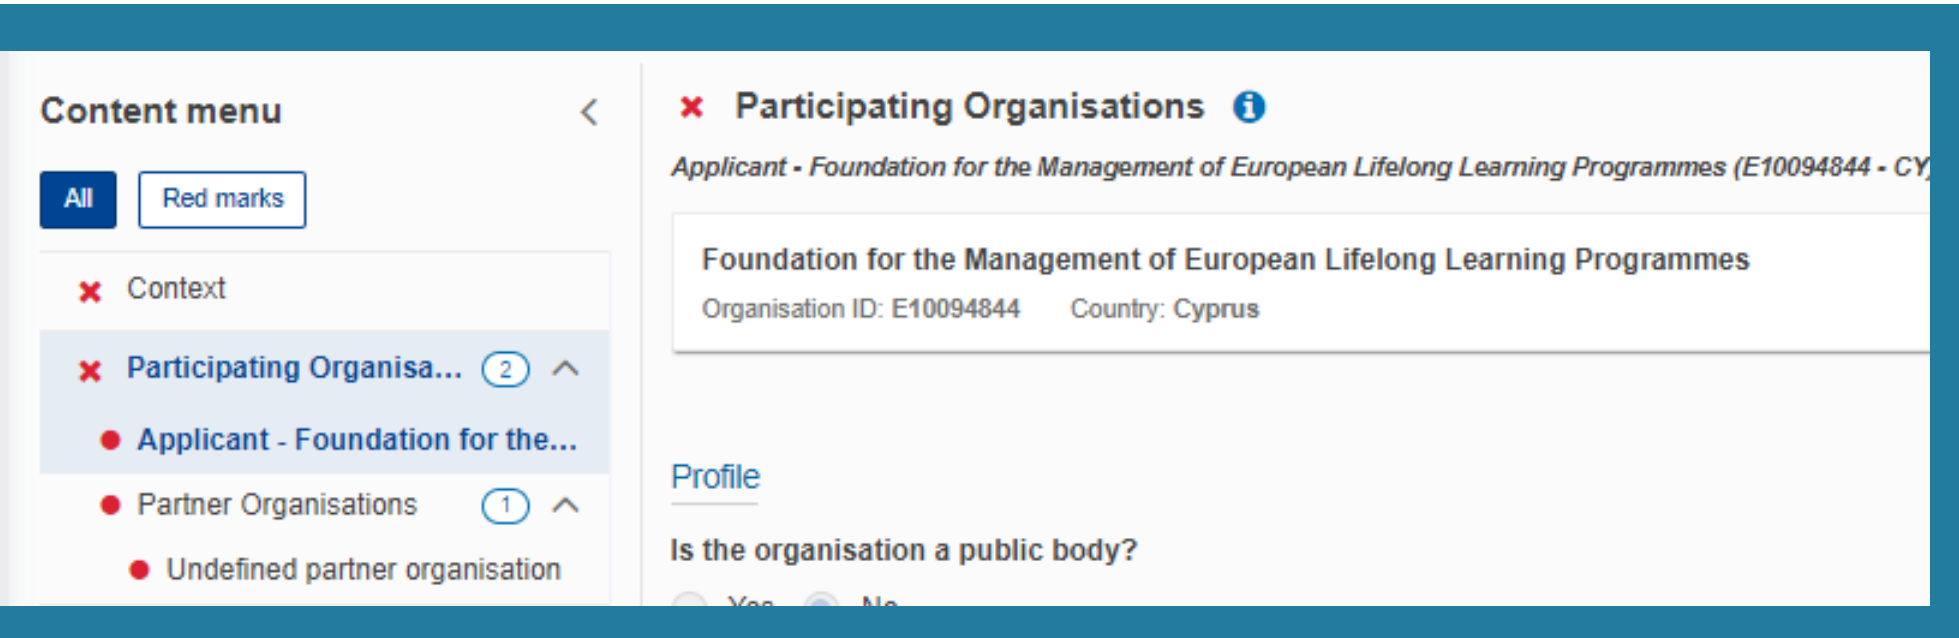 Content menu
All
Red marks
Context
Participating Organisa... 2
Applicant - Foundation for the...
Partner Organisations 1
Undefined partner organisation
Participating Organisations
Applicant - Foundation for the Management of European Lifelong Learning Programmes (E10094844 - CY)
Foundation for the Management of European Lifelong Learning Programmes
Organisation ID: E10094844 Country: Cyprus
Profile
Is the organisation a public body?
Yes No